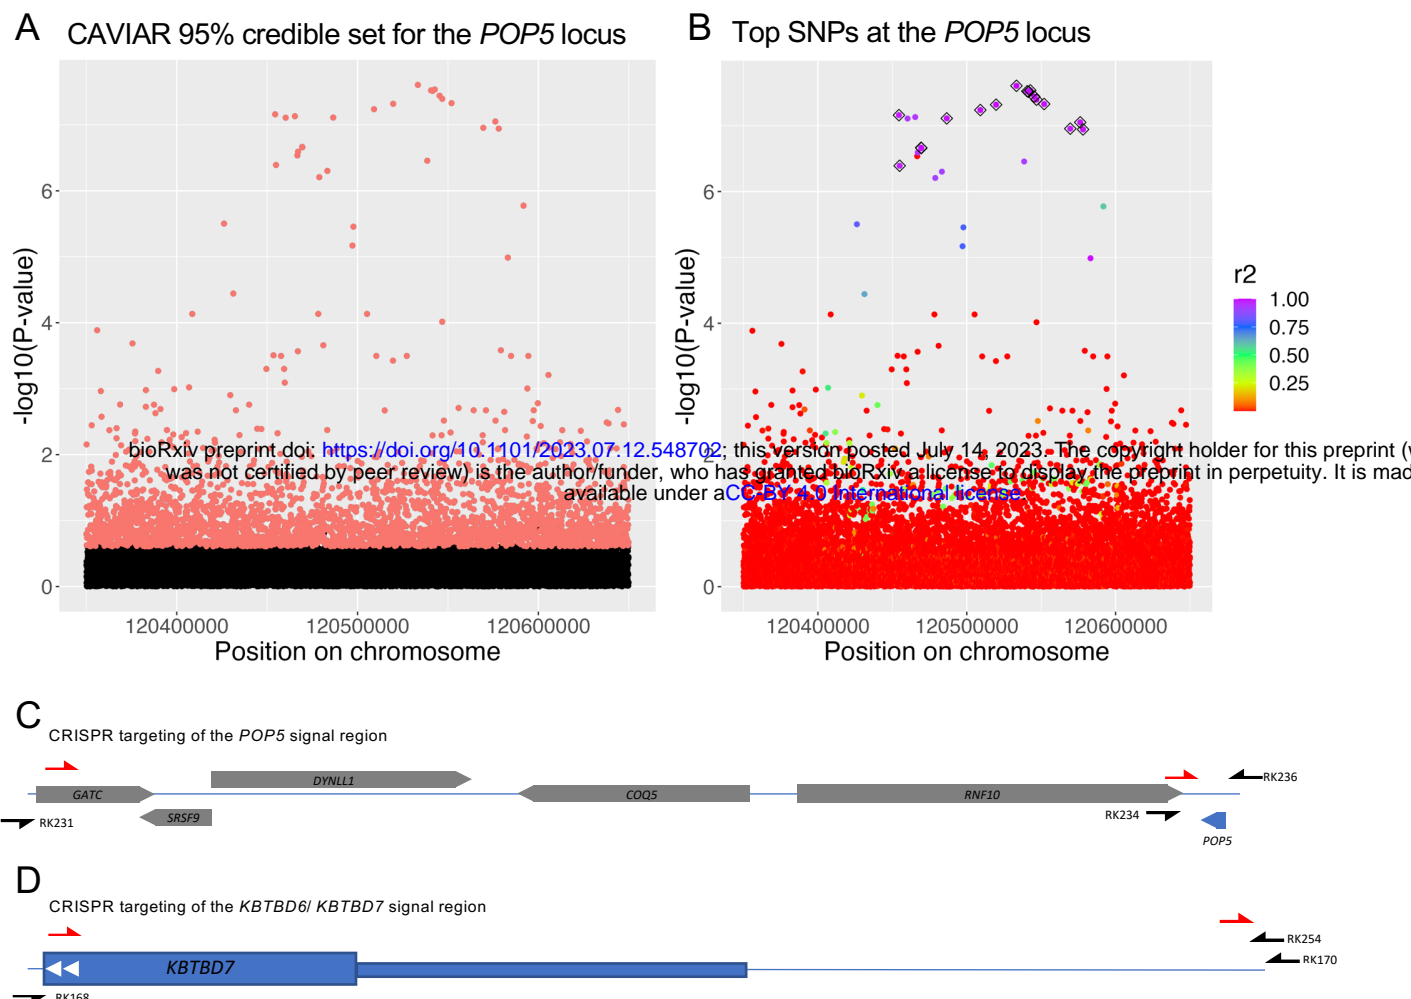 A CAVIAR 95% credible set for the POP5 locus
B Top SNPs at the POP5 locus
-log10(P-value)
6
4
2
0
120400000 120500000 120600000
Position on chromosome
-log10(P-value)
6
4
2
0
120400000 120500000 120600000
Position on chromosome
r2
1.00
0.75
0.50
0.25
bioRxiv preprint doi: https://doi.org/10.1101/2023.07.12.548702; this version posted July 14, 2023. The copyright holder for this preprint (
was not certified by peer review) is the author/funder, who has granted bioRxiv a license to display the preprint in perpetuity. It is mad
available under aCC-BY 4.0 International license.
C
CRISPR targeting of the POP5 signal region
GATC
SRSF9
DYNLL1
COQ5
RNF10
POP5
RK231
RK234
RK236
D
CRISPR targeting of the KBTBD6/ KBTBD7 signal region
KBTBD7
RK254
RK170
RK168